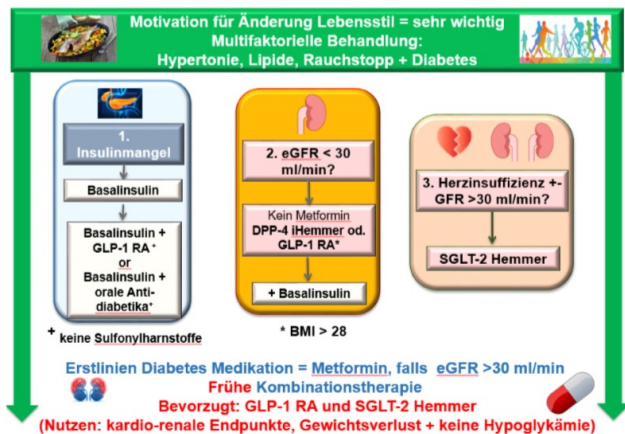 Motivation für Änderung Lebensstil = sehr wichtig
Multifaktorielle Behandlung:
Hypertonie, Lipide, Rauchstopp + Diabetes
1.
Insulinmangel
Basalinsulin
Basalinsulin +
GLP-1 RA⁺
or
Basalinsulin +
orale Anti-
diabetika⁺
+ keine Sulfonylharnstoffe
2. eGFR < 30
ml/min?
Kein Metformin
DPP-4 iHemmer od.
GLP-1 RA*
+ Basalinsulin
* BMI > 28
3. Herzinsuffizienz +-
GFR >30 ml/min?
SGLT-2 Hemmer
Erstlinien Diabetes Medikation = Metformin, falls eGFR >30 ml/min
Frühe Kombinationstherapie
Bevorzugt: GLP-1 RA und SGLT-2 Hemmer
(Nutzen: kardio-renale Endpunkte, Gewichtsverlust + keine Hypoglykämie)